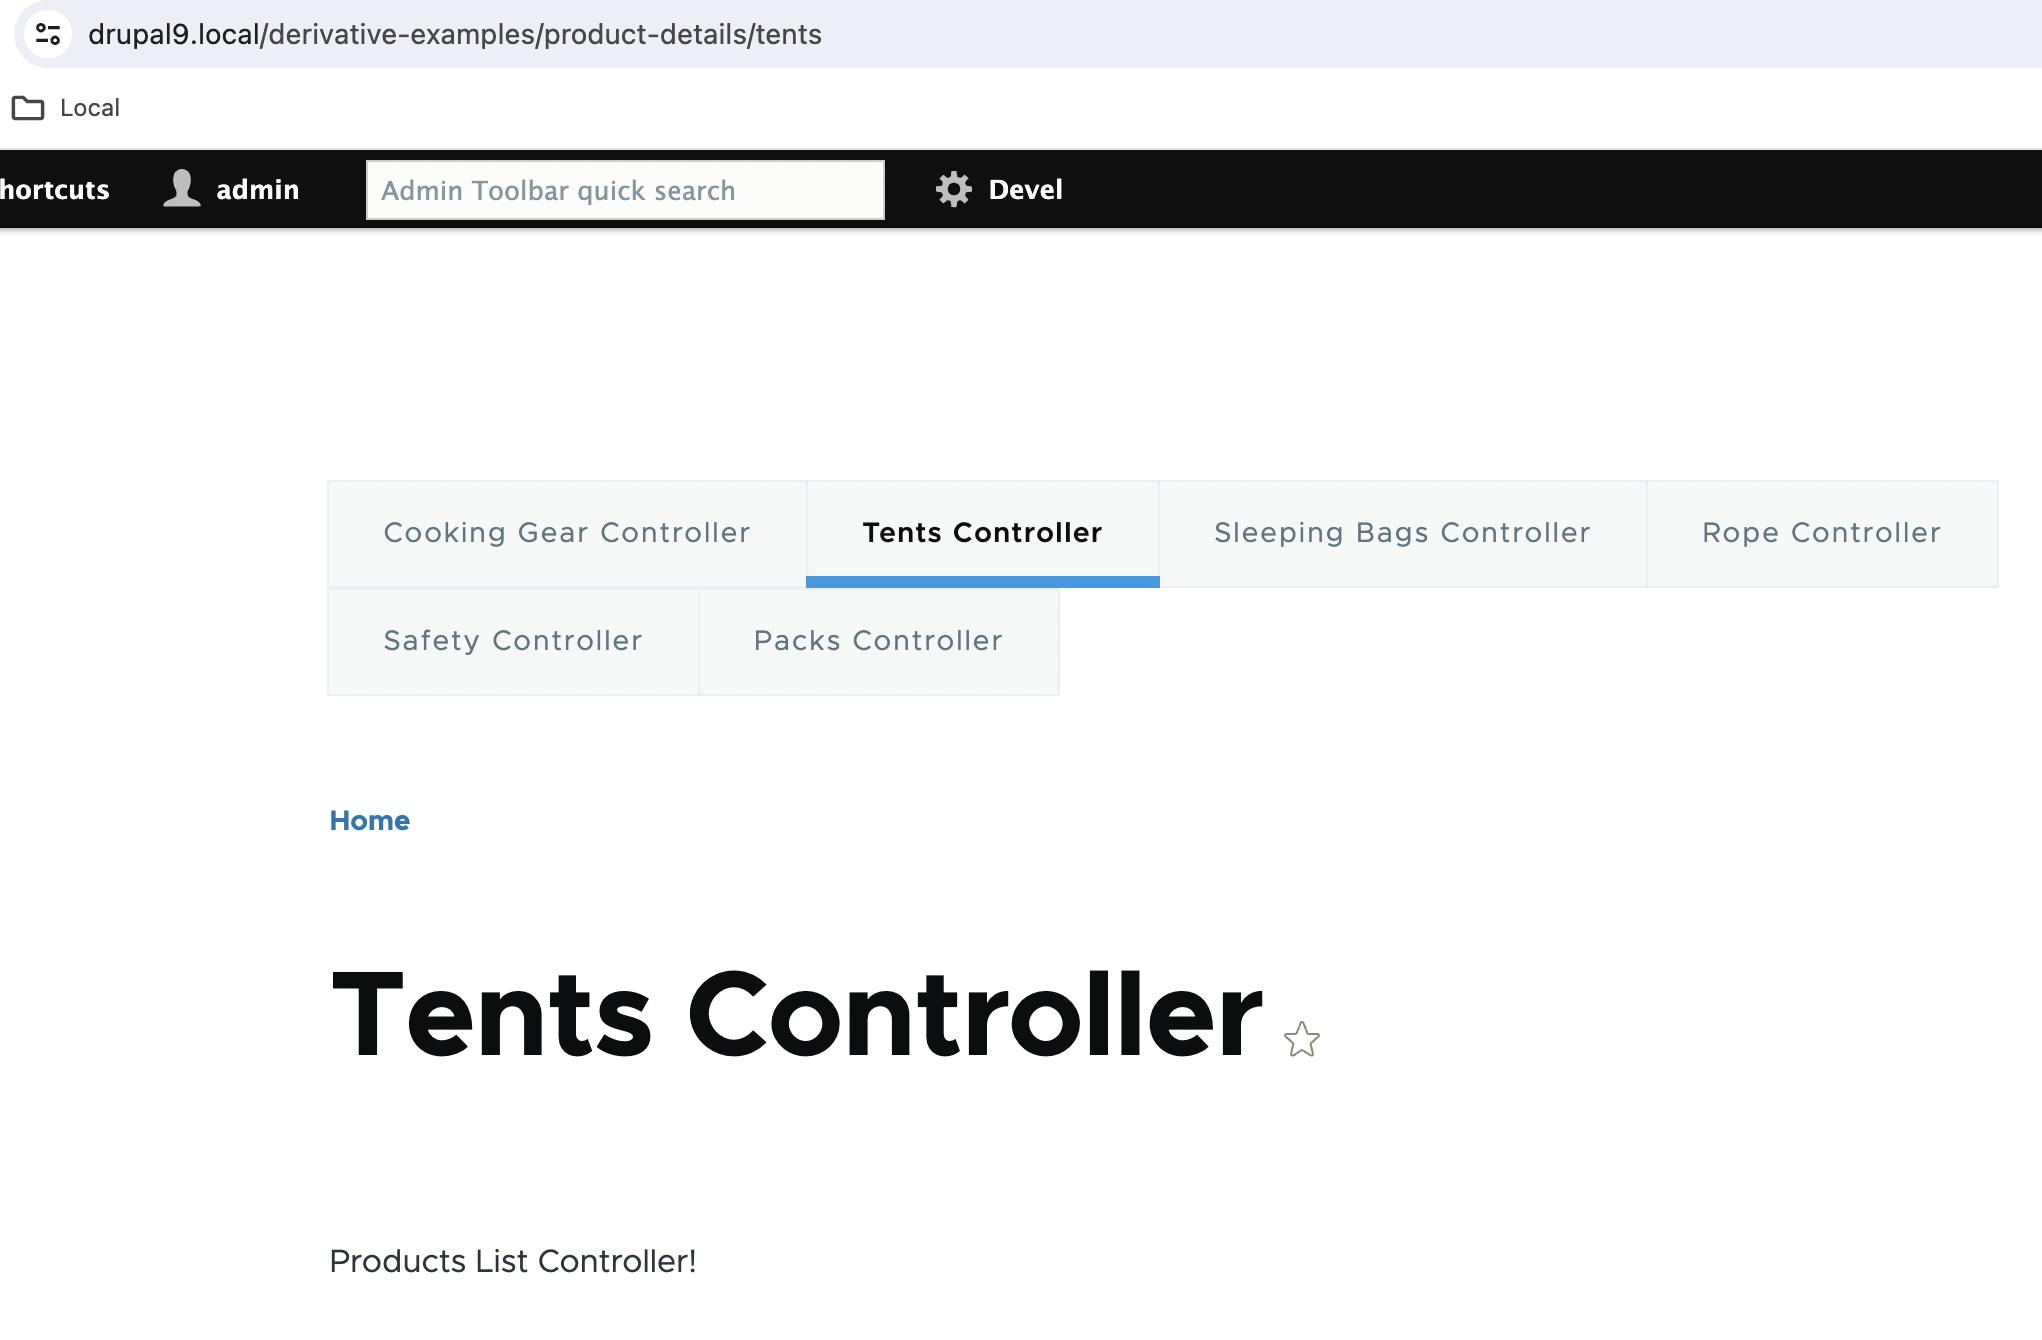 drupal9.local/derivative-examples/product-details/tents
Local
hortcuts admin Admin Toolbar quick search Devel
Cooking Gear Controller Tents Controller Sleeping Bags Controller Rope Controller
Safety Controller Packs Controller
Home
Tents Controller
Products List Controller!